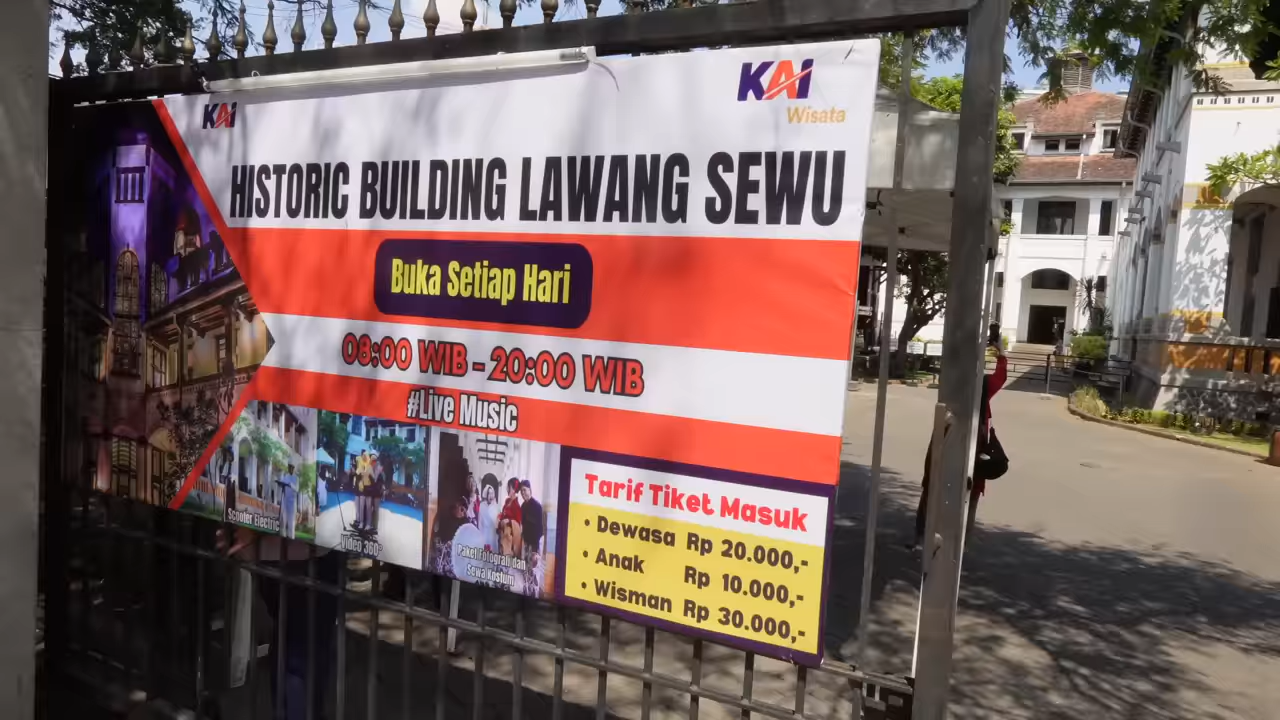 KAI
KAI
Wisata
HISTORIC BUILDING LAWANG SEWU
Buka Setiap Hari
08:00 WIB - 20:00 WIB
#Live Music
Scooter Electric
Video 360°
Paket Fotografi dan
Sewa Kostum
Tarif Tiket Masuk
• Dewasa Rp 20.000,-
• Anak Rp 10.000,-
• Wisman Rp 30.000,-